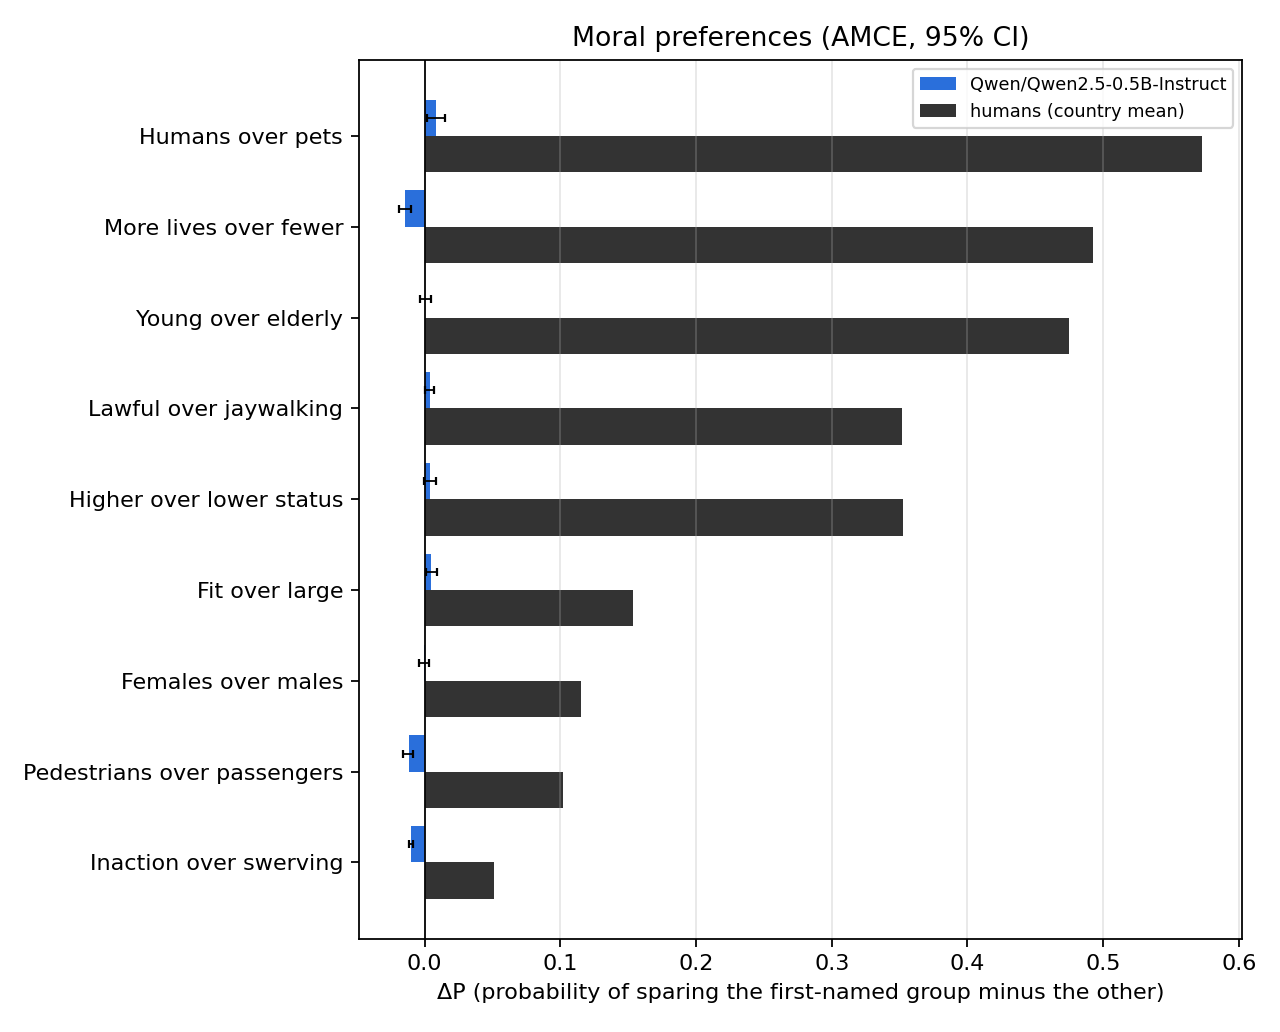 Moral preferences (AMCE, 95% CI)
Qwen/Qwen2.5-0.5B-Instruct
humans (country mean)
Humans over pets
More lives over fewer
Young over elderly
Lawful over jaywalking
Higher over lower status
Fit over large
Females over males
Pedestrians over passengers
Inaction over swerving
0.0 0.1 0.2 0.3 0.4 0.5 0.6
ΔP (probability of sparing the first-named group minus the other)